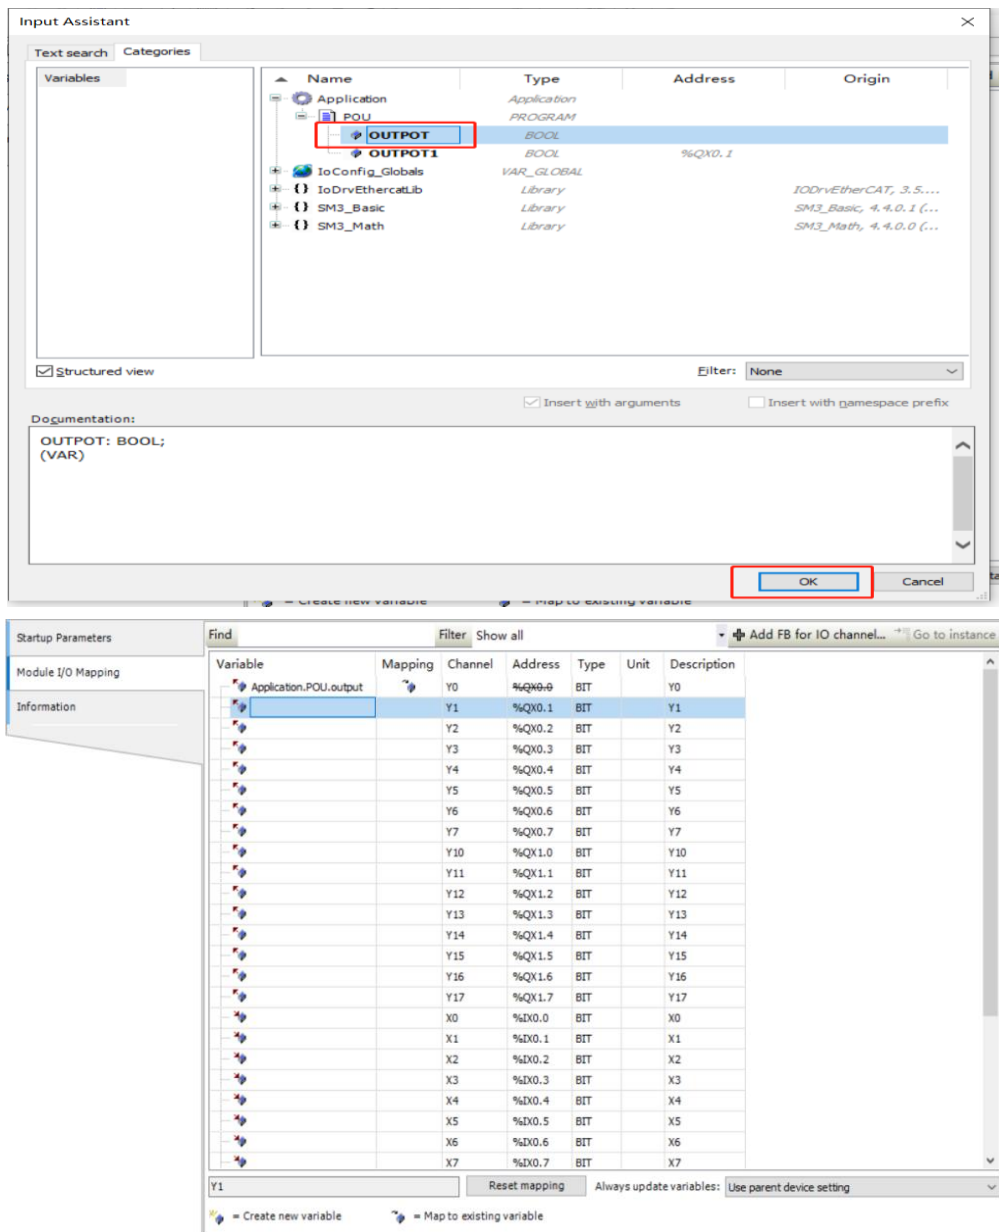 Input Assistant
Text search Categories
Variables
Name Type Address Origin
Application Application
POU PROGRAM
OUTPOT BOOL
OUTPOT1 BOOL %QX0.1
IoConfig_Globals VAR_GLOBAL
IoDrvEthercatLib Library IODrvEtherCAT, 3.5....
SM3_Basic Library SM3_Basic, 4.4.0.1 (...
SM3_Math Library SM3_Math, 4.4.0.0 (...
Structured view
Filter: None
Insert with arguments Insert with namespace prefix
Documentation:
OUTPOT: BOOL;
(VAR)
OK Cancel
= Create new variable = Map to existing variable
Startup Parameters
Module I/O Mapping
Information
Find Filter Show all Add FB for IO channel... Go to instance
Variable Mapping Channel Address Type Unit Description
Application.POU.output Y0 %QX0.0 BIT Y0
Y1 %QX0.1 BIT Y1
Y2 %QX0.2 BIT Y2
Y3 %QX0.3 BIT Y3
Y4 %QX0.4 BIT Y4
Y5 %QX0.5 BIT Y5
Y6 %QX0.6 BIT Y6
Y7 %QX0.7 BIT Y7
Y10 %QX1.0 BIT Y10
Y11 %QX1.1 BIT Y11
Y12 %QX1.2 BIT Y12
Y13 %QX1.3 BIT Y13
Y14 %QX1.4 BIT Y14
Y15 %QX1.5 BIT Y15
Y16 %QX1.6 BIT Y16
Y17 %QX1.7 BIT Y17
X0 %IX0.0 BIT X0
X1 %IX0.1 BIT X1
X2 %IX0.2 BIT X2
X3 %IX0.3 BIT X3
X4 %IX0.4 BIT X4
X5 %IX0.5 BIT X5
X6 %IX0.6 BIT X6
X7 %IX0.7 BIT X7
Y1 Reset mapping Always update variables: Use parent device setting
= Create new variable = Map to existing variable